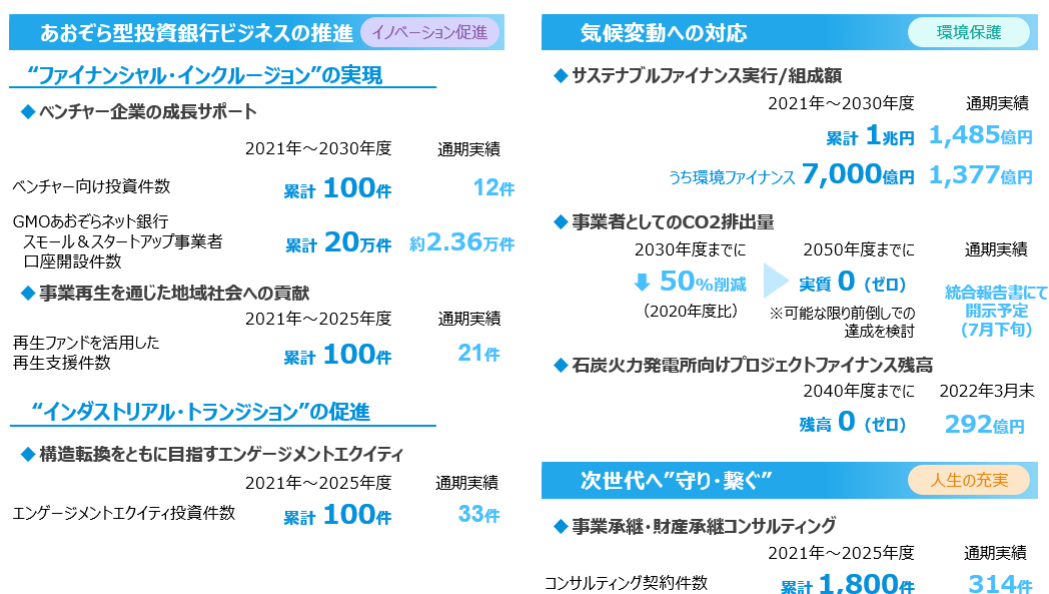 あおぞら型投資銀行ビジネスの推進 イノベーション促進
“ファイナンシャル・インクルージョン”の実現
◆ベンチャー企業の成長サポート
2021年～2030年度 通期実績
ベンチャー向け投資件数 累計 100件 12件
GMOあおぞらネット銀行
スモール＆スタートアップ事業者 累計 20万件 約2.36万件
口座開設件数
◆事業再生を通じた地域社会への貢献
2021年～2025年度 通期実績
再生ファンドを活用した
再生支援件数 累計 100件 21件
“インダストリアル・トランジション”の促進
◆構造転換をともに目指すエンゲージメントエクイティ
2021年～2025年度 通期実績
エンゲージメントエクイティ投資件数 累計 100件 33件
気候変動への対応 環境保護
◆サステナブルファイナンス実行/組成額
2021年～2030年度 通期実績
累計 1兆円 1,485億円
うち環境ファイナンス 7,000億円 1,377億円
◆事業者としてのCO2排出量
2030年度までに 2050年度までに 通期実績
50％削減 実質 0（ゼロ） 統合報告書にて
（2020年度比） ※可能な限り前倒しでの 開示予定
達成を検討 （7月下旬）
◆石炭火力発電所向けプロジェクトファイナンス残高
2040年度までに 2022年3月末
残高 0（ゼロ） 292億円
次世代へ”守り・繋ぐ” 人生の充実
◆事業承継・財産承継コンサルティング
2021年～2025年度 通期実績
コンサルティング契約件数 累計 1,800件 314件